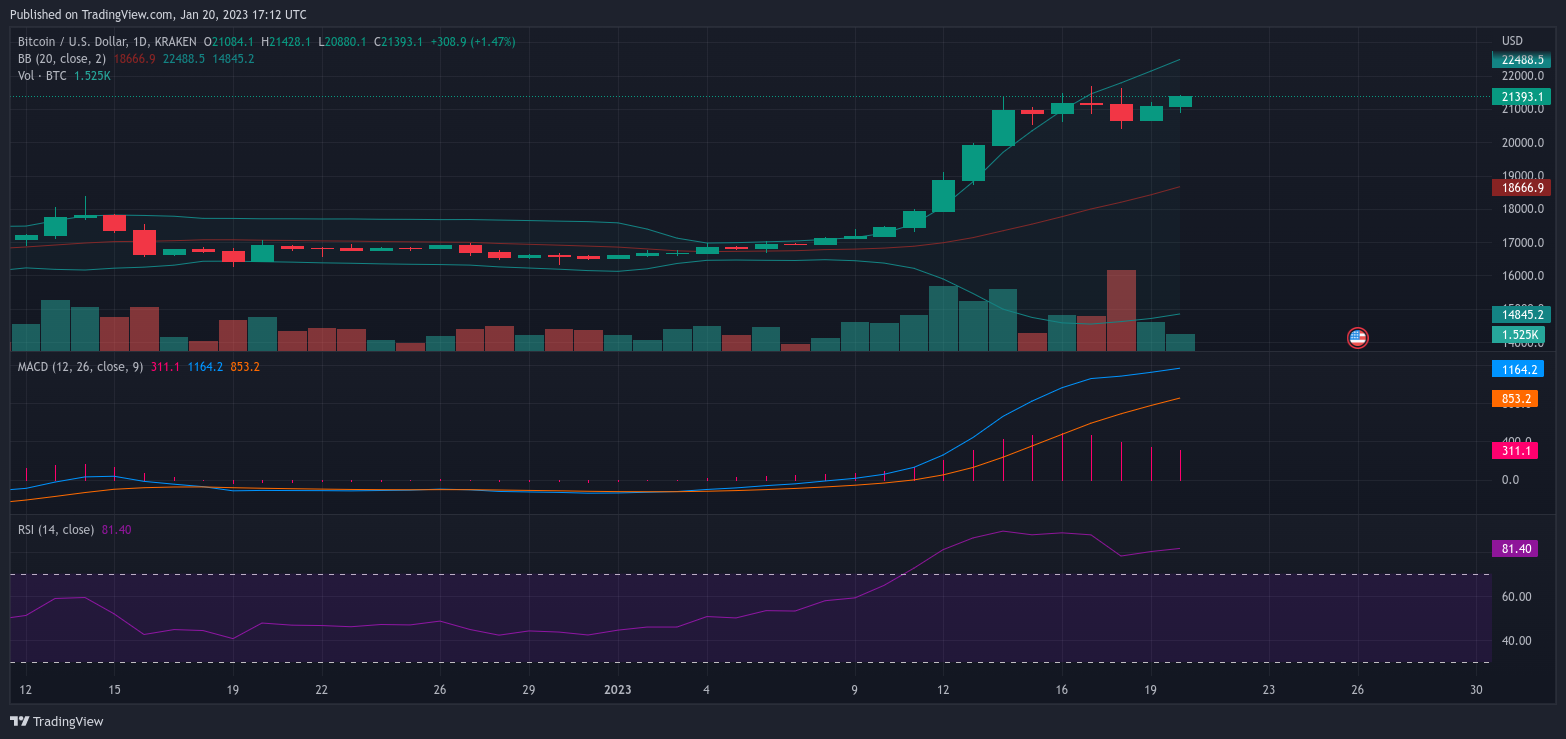 Published on TradingView.com, Jan 20, 2023 17:12 UTC
Bitcoin / U.S. Dollar, 1D, KRAKEN O21084.1 H21428.1 L20880.1 C21393.1 +308.9 (+1.47%)
BB (20, close, 2) 18666.9 22488.5 14845.2
Vol · BTC 1.525K
USD
22488.5
22000.0
21393.1
21000.0
20000.0
19000.0
18666.9
18000.0
17000.0
16000.0
15000.0
14845.2
1.525K
14000.0
MACD (12, 26, close, 9) 311.1 1164.2 853.2
1164.2
853.2
400.0
311.1
0.0
RSI (14, close) 81.40
81.40
60.00
40.00
12 15 19 22 26 29 2023 4 9 12 16 19 23 26 30
TradingView